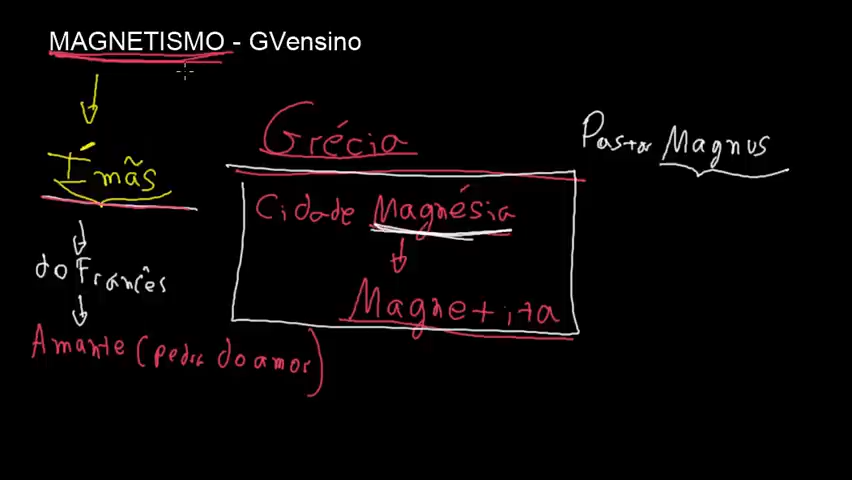 MAGNETISMO - GVensino
Grécia
Pastor Magnus
Ímãs
Cidade Magnésia
do Francês
Magnetita
Amante (pedra do amor)